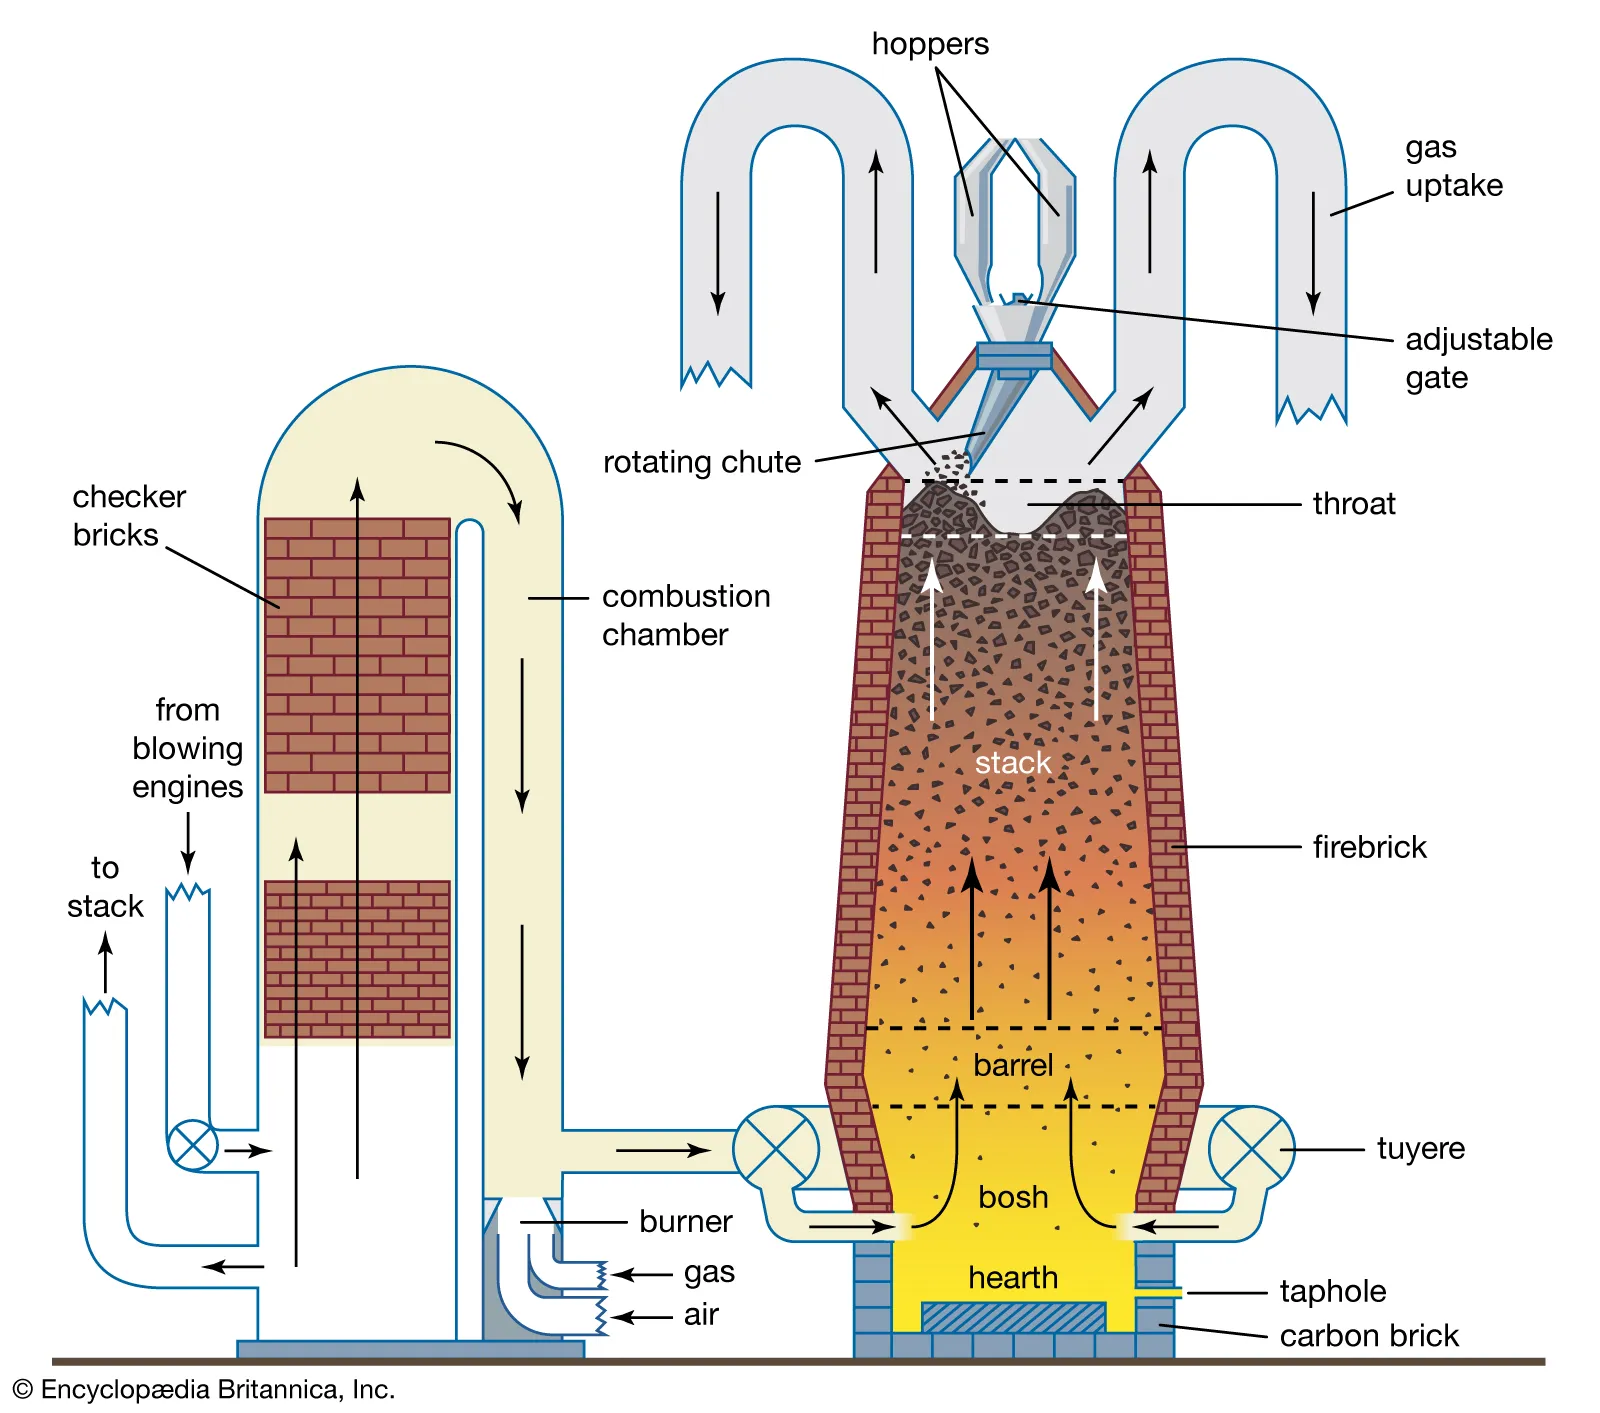 hoppers
gas
uptake
adjustable
gate
rotating chute
checker
bricks
throat
combustion
chamber
from
blowing
engines
stack
firebrick
to
stack
barrel
tuyere
bosh
burner
gas
hearth
air
taphole
carbon brick
© Encyclopædia Britannica, Inc.